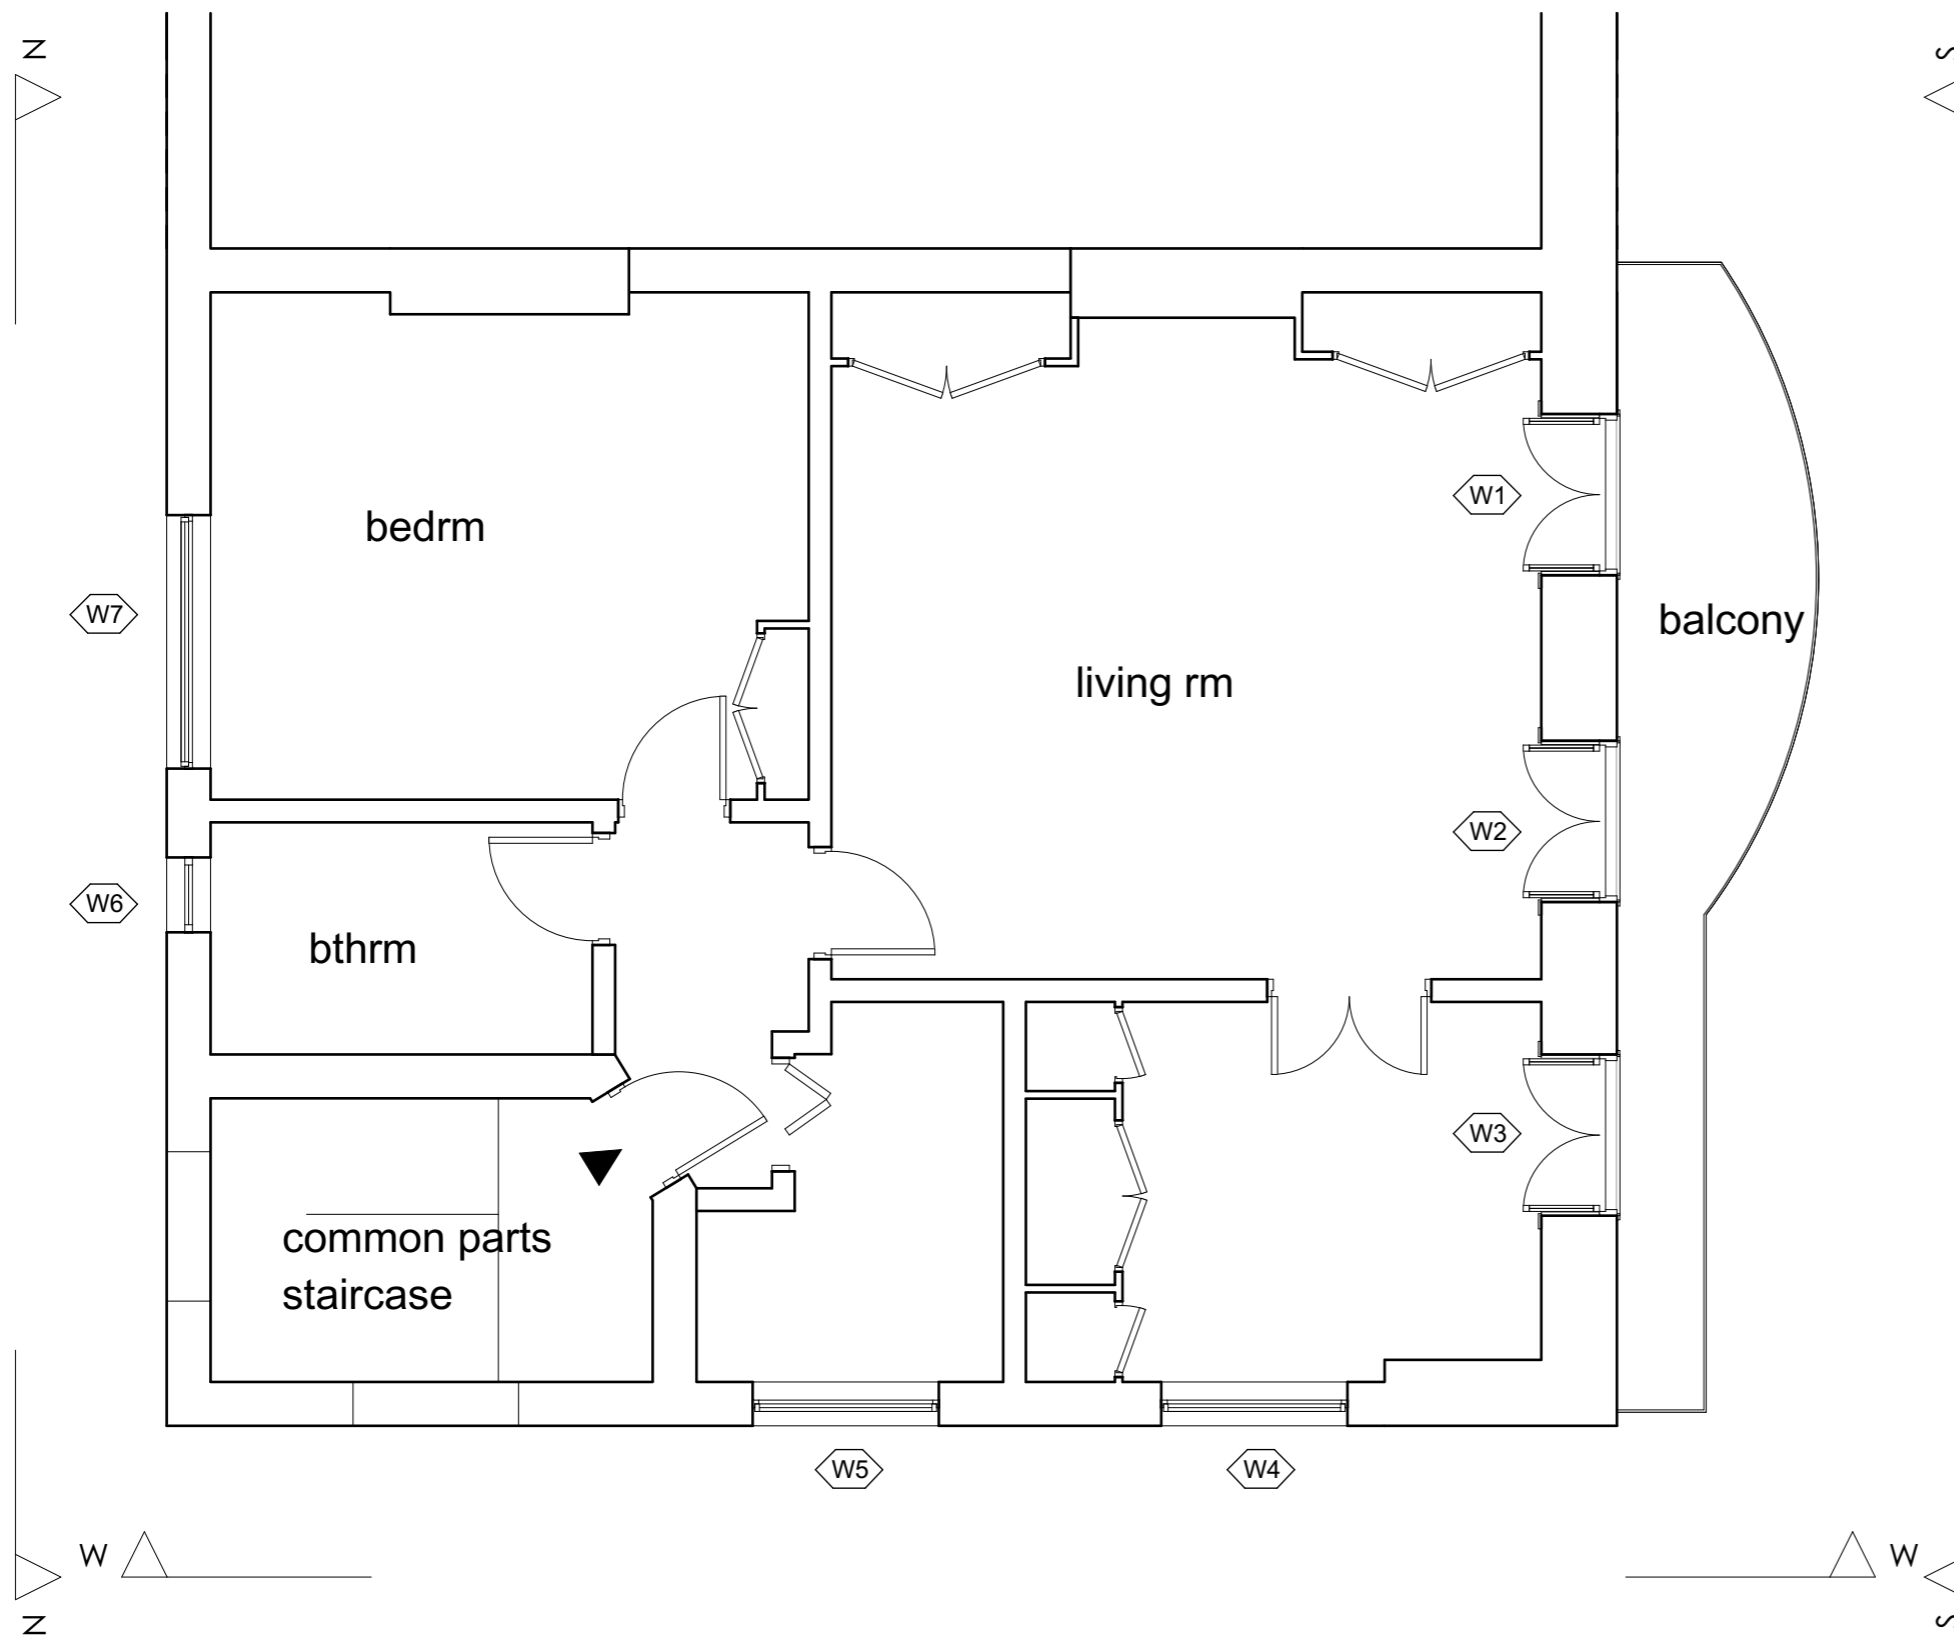 N
S
bedrm
W1
W7
balcony
living rm
W2
W6
bthrm
W3
common parts
staircase
W5
W4
W
W
N
S